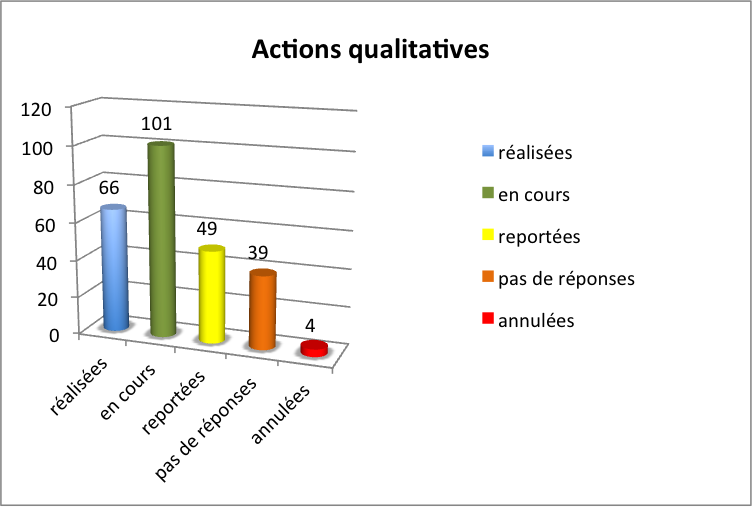 Actions qualitatives
120
100
80
60
40
20
0
66
101
49
39
4
réalisées
en cours
reportées
pas de réponses
annulées
réalisées
en cours
reportées
pas de réponses
annulées